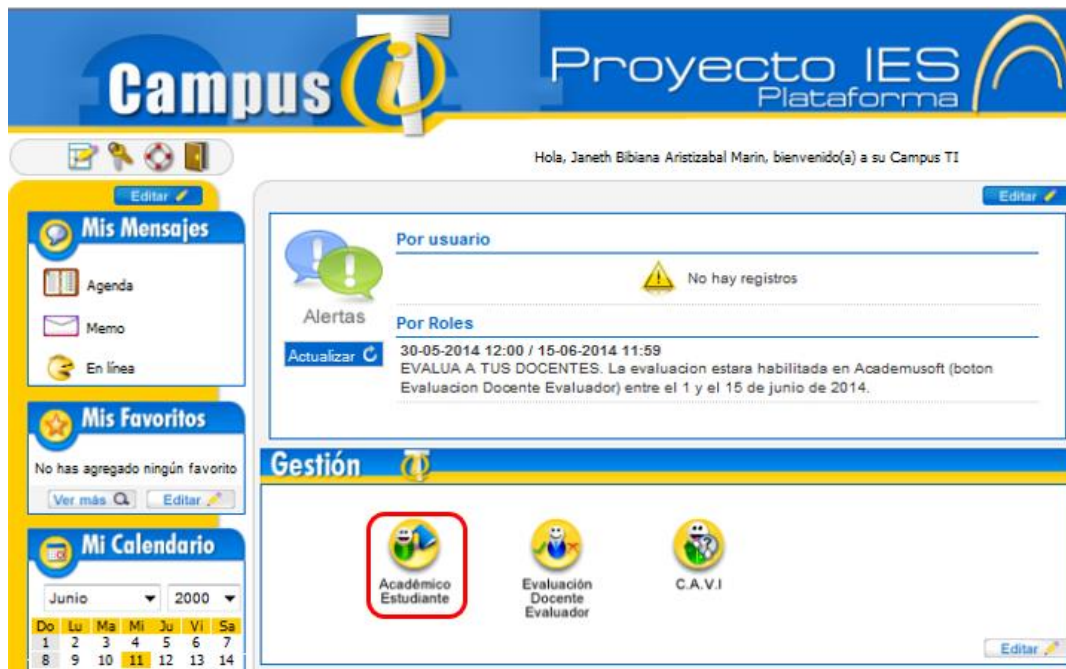 Campus TI
Proyecto IES
Plataforma
Hola, Janeth Bibiana Aristizabal Marin, bienvenido(a) a su Campus TI
Editar
Mis Mensajes
Agenda
Memo
En línea
Mis Favoritos
No has agregado ningún favorito
Ver más
Editar
Mi Calendario
Junio
2000
Do Lu Ma Mi Ju Vi Sa
1 2 3 4 5 6 7
8 9 10 11 12 13 14
Editar
Alertas
Actualizar
Por usuario
No hay registros
Por Roles
30-05-2014 12:00 / 15-06-2014 11:59
EVALUA A TUS DOCENTES. La evaluacion estara habilitada en Academusoft (boton
Evaluacion Docente Evaluador) entre el 1 y el 15 de junio de 2014.
Gestión
Académico
Estudiante
Evaluación
Docente
Evaluador
C.A.V.I
Editar